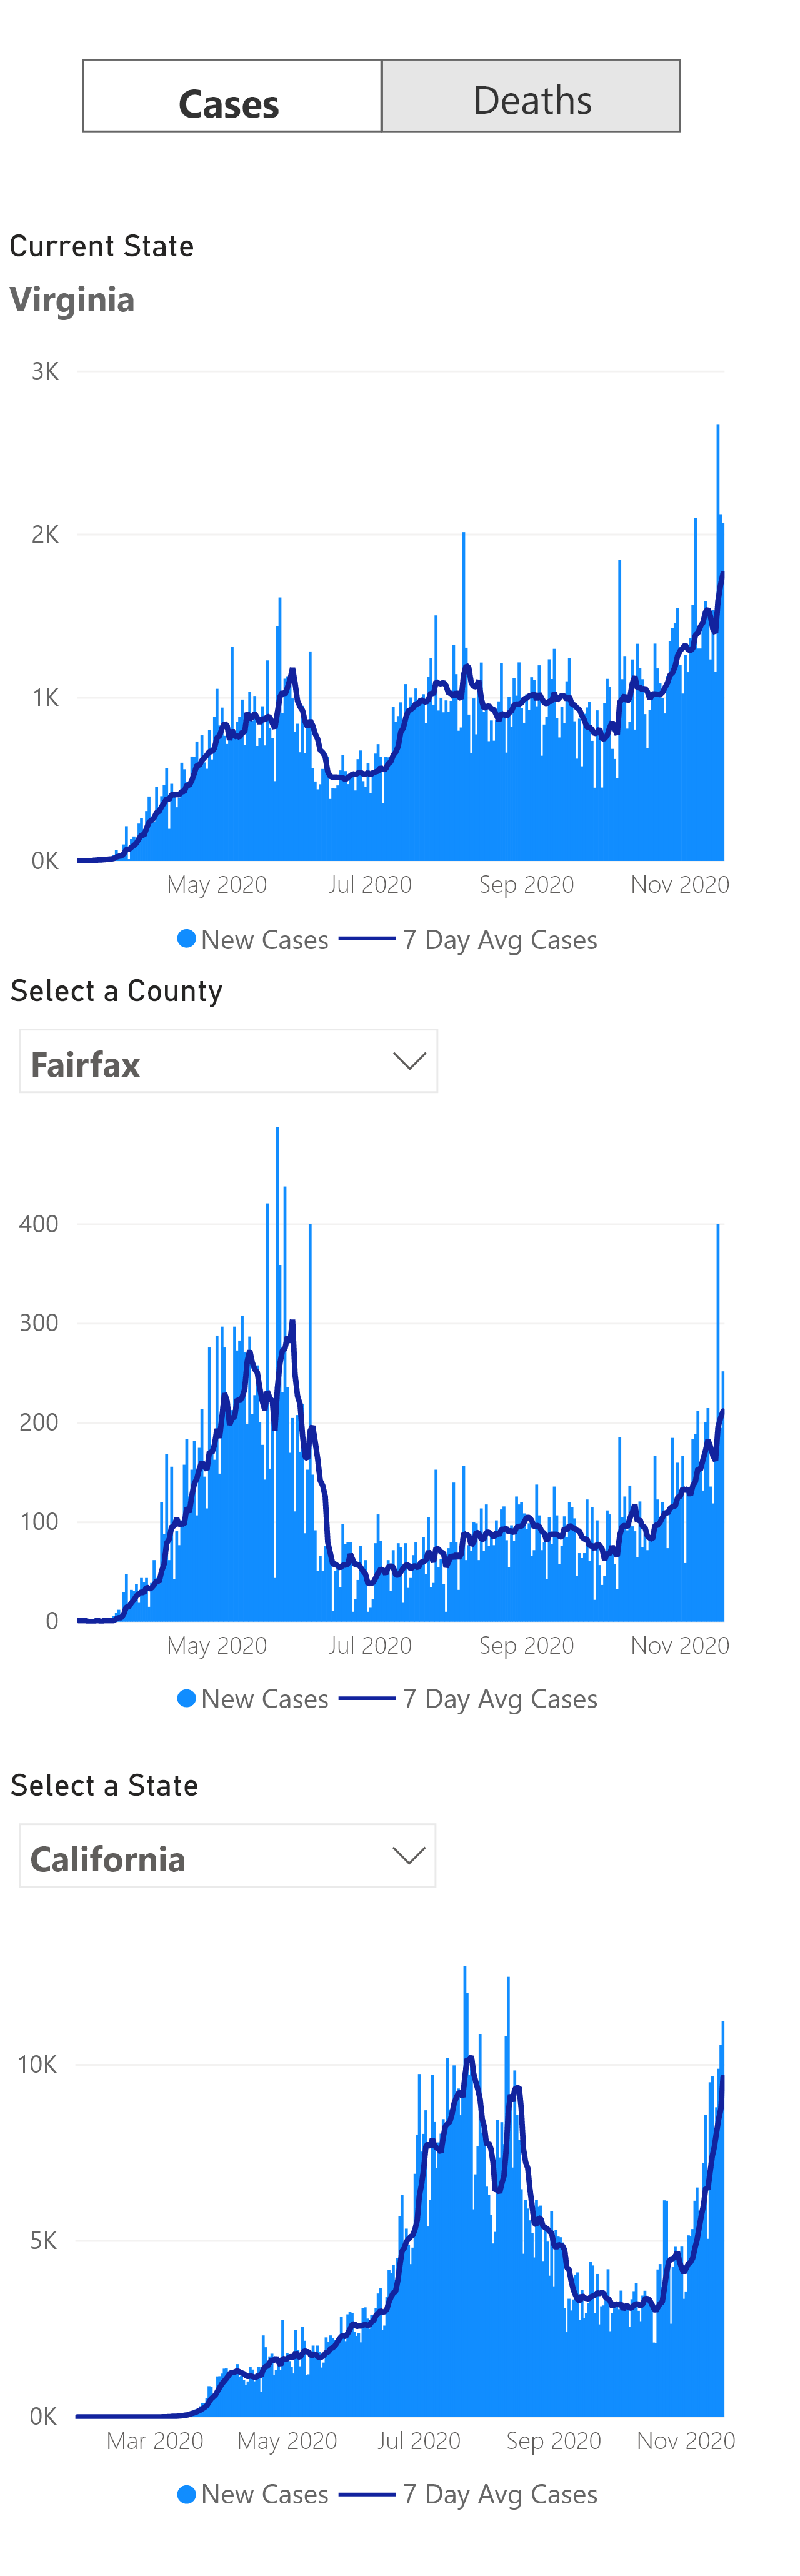 Cases Deaths
Current State
Virginia
3K
2K
1K
0K
May 2020 Jul 2020 Sep 2020 Nov 2020
New Cases 7 Day Avg Cases
Select a County
Fairfax
400
300
200
100
0
May 2020 Jul 2020 Sep 2020 Nov 2020
New Cases 7 Day Avg Cases
Select a State
California
10K
5K
0K
Mar 2020 May 2020 Jul 2020 Sep 2020 Nov 2020
New Cases 7 Day Avg Cases